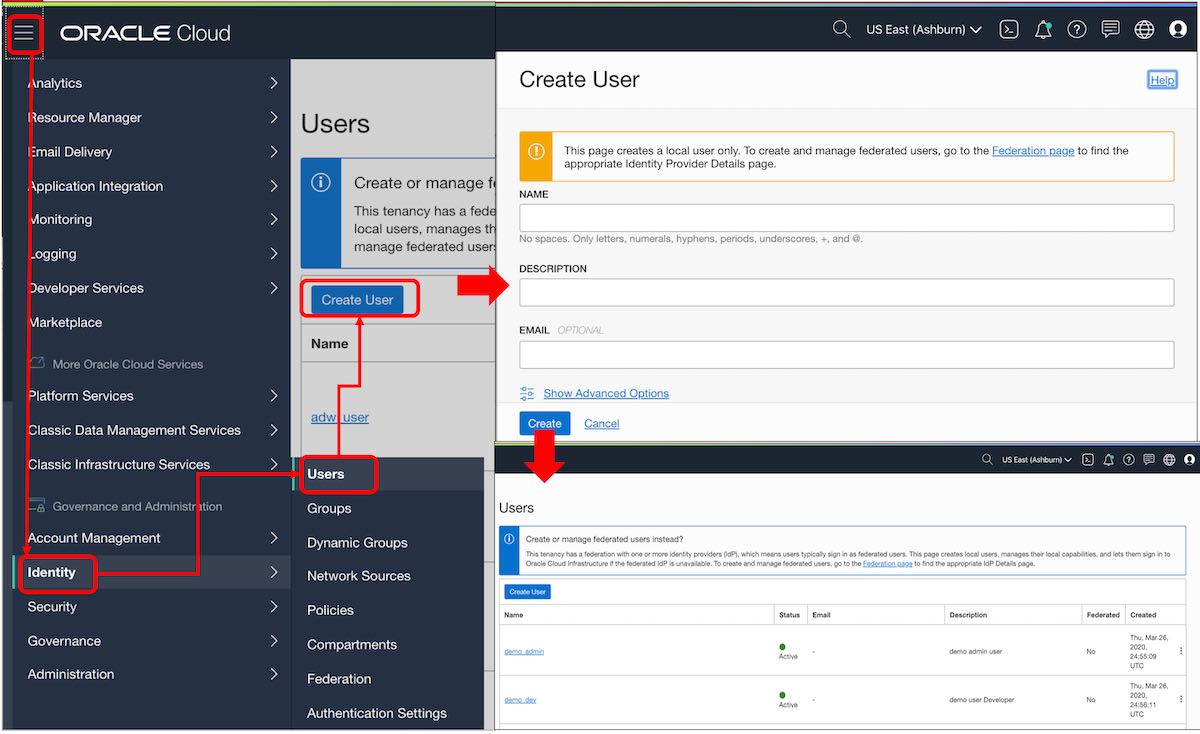 ORACLE Cloud
Analytics
Resource Manager
Email Delivery
Application Integration
Monitoring
Logging
Developer Services
Marketplace
More Oracle Cloud Services
Platform Services
Classic Data Management Services
Classic Infrastructure Services
Governance and Administration
Account Management
Identity
Security
Governance
Administration
Users
Create or manage f
This tenancy has a fede
local users, manages th
manage federated user
Create User
Name
adw_user
Users
Groups
Dynamic Groups
Network Sources
Policies
Compartments
Federation
Authentication Settings
US East (Ashburn)
Create User
Help
This page creates a local user only. To create and manage federated users, go to the Federation page to find the
appropriate Identity Provider Details page.
NAME
No spaces. Only letters, numerals, hyphens, periods, underscores, +, and @.
DESCRIPTION
EMAIL OPTIONAL
Show Advanced Options
Create Cancel
US East (Ashburn)
Users
Create or manage federated users instead?
This tenancy has a federation with one or more identity providers (IdP), which means users typically sign in as federated users. This page creates local users, manages their local capabilities, and lets them sign in to
Oracle Cloud Infrastructure if the federated IdP is unavailable. To create and manage federated users, go to the Federation page to find the appropriate IdP Details page.
Create User
Name Status Email Description Federated Created
demo_admin Active - demo admin user No Thu, Mar 26,
2020,
24:55:09
UTC
demo_dev Active - demo user Developer No Thu, Mar 26,
2020,
24:56:11
UTC